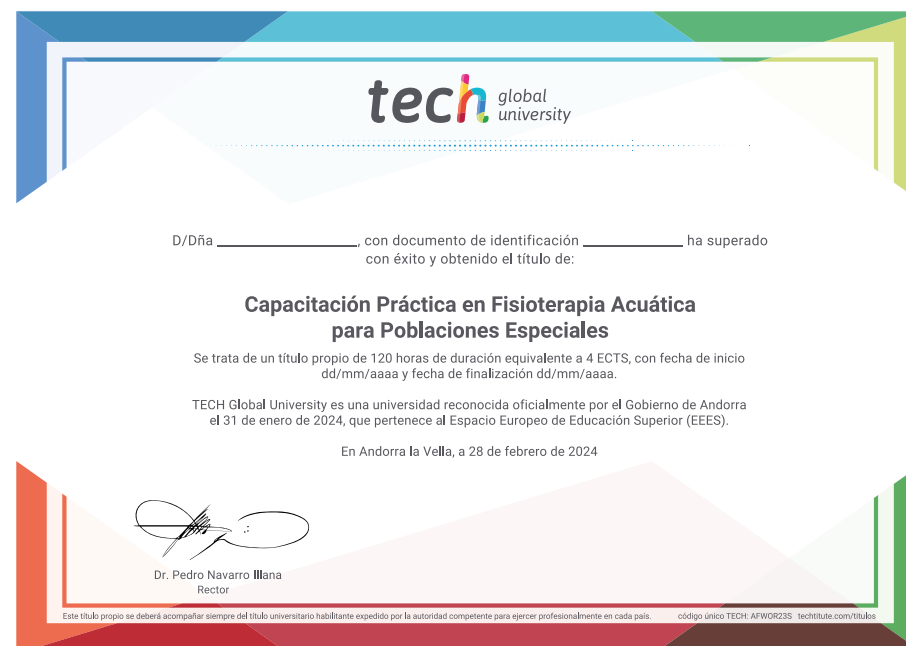 tech global university
D/Dña ____________, con documento de identificación ____________ ha superado
con éxito y obtenido el título de:
Capacitación Práctica en Fisioterapia Acuática
para Poblaciones Especiales
Se trata de un título propio de 120 horas de duración equivalente a 4 ECTS, con fecha de inicio
dd/mm/aaaa y fecha de finalización dd/mm/aaaa.
TECH Global University es una universidad reconocida oficialmente por el Gobierno de Andorra
el 31 de enero de 2024, que pertenece al Espacio Europeo de Educación Superior (EEES).
En Andorra la Vella, a 28 de febrero de 2024
Dr. Pedro Navarro Illana
Rector
Este título propio se deberá acompañar siempre del título universitario habilitante expedido por la autoridad competente para ejercer profesionalmente en cada país. código único TECH: AFWOR23S techtitute.com/titulos